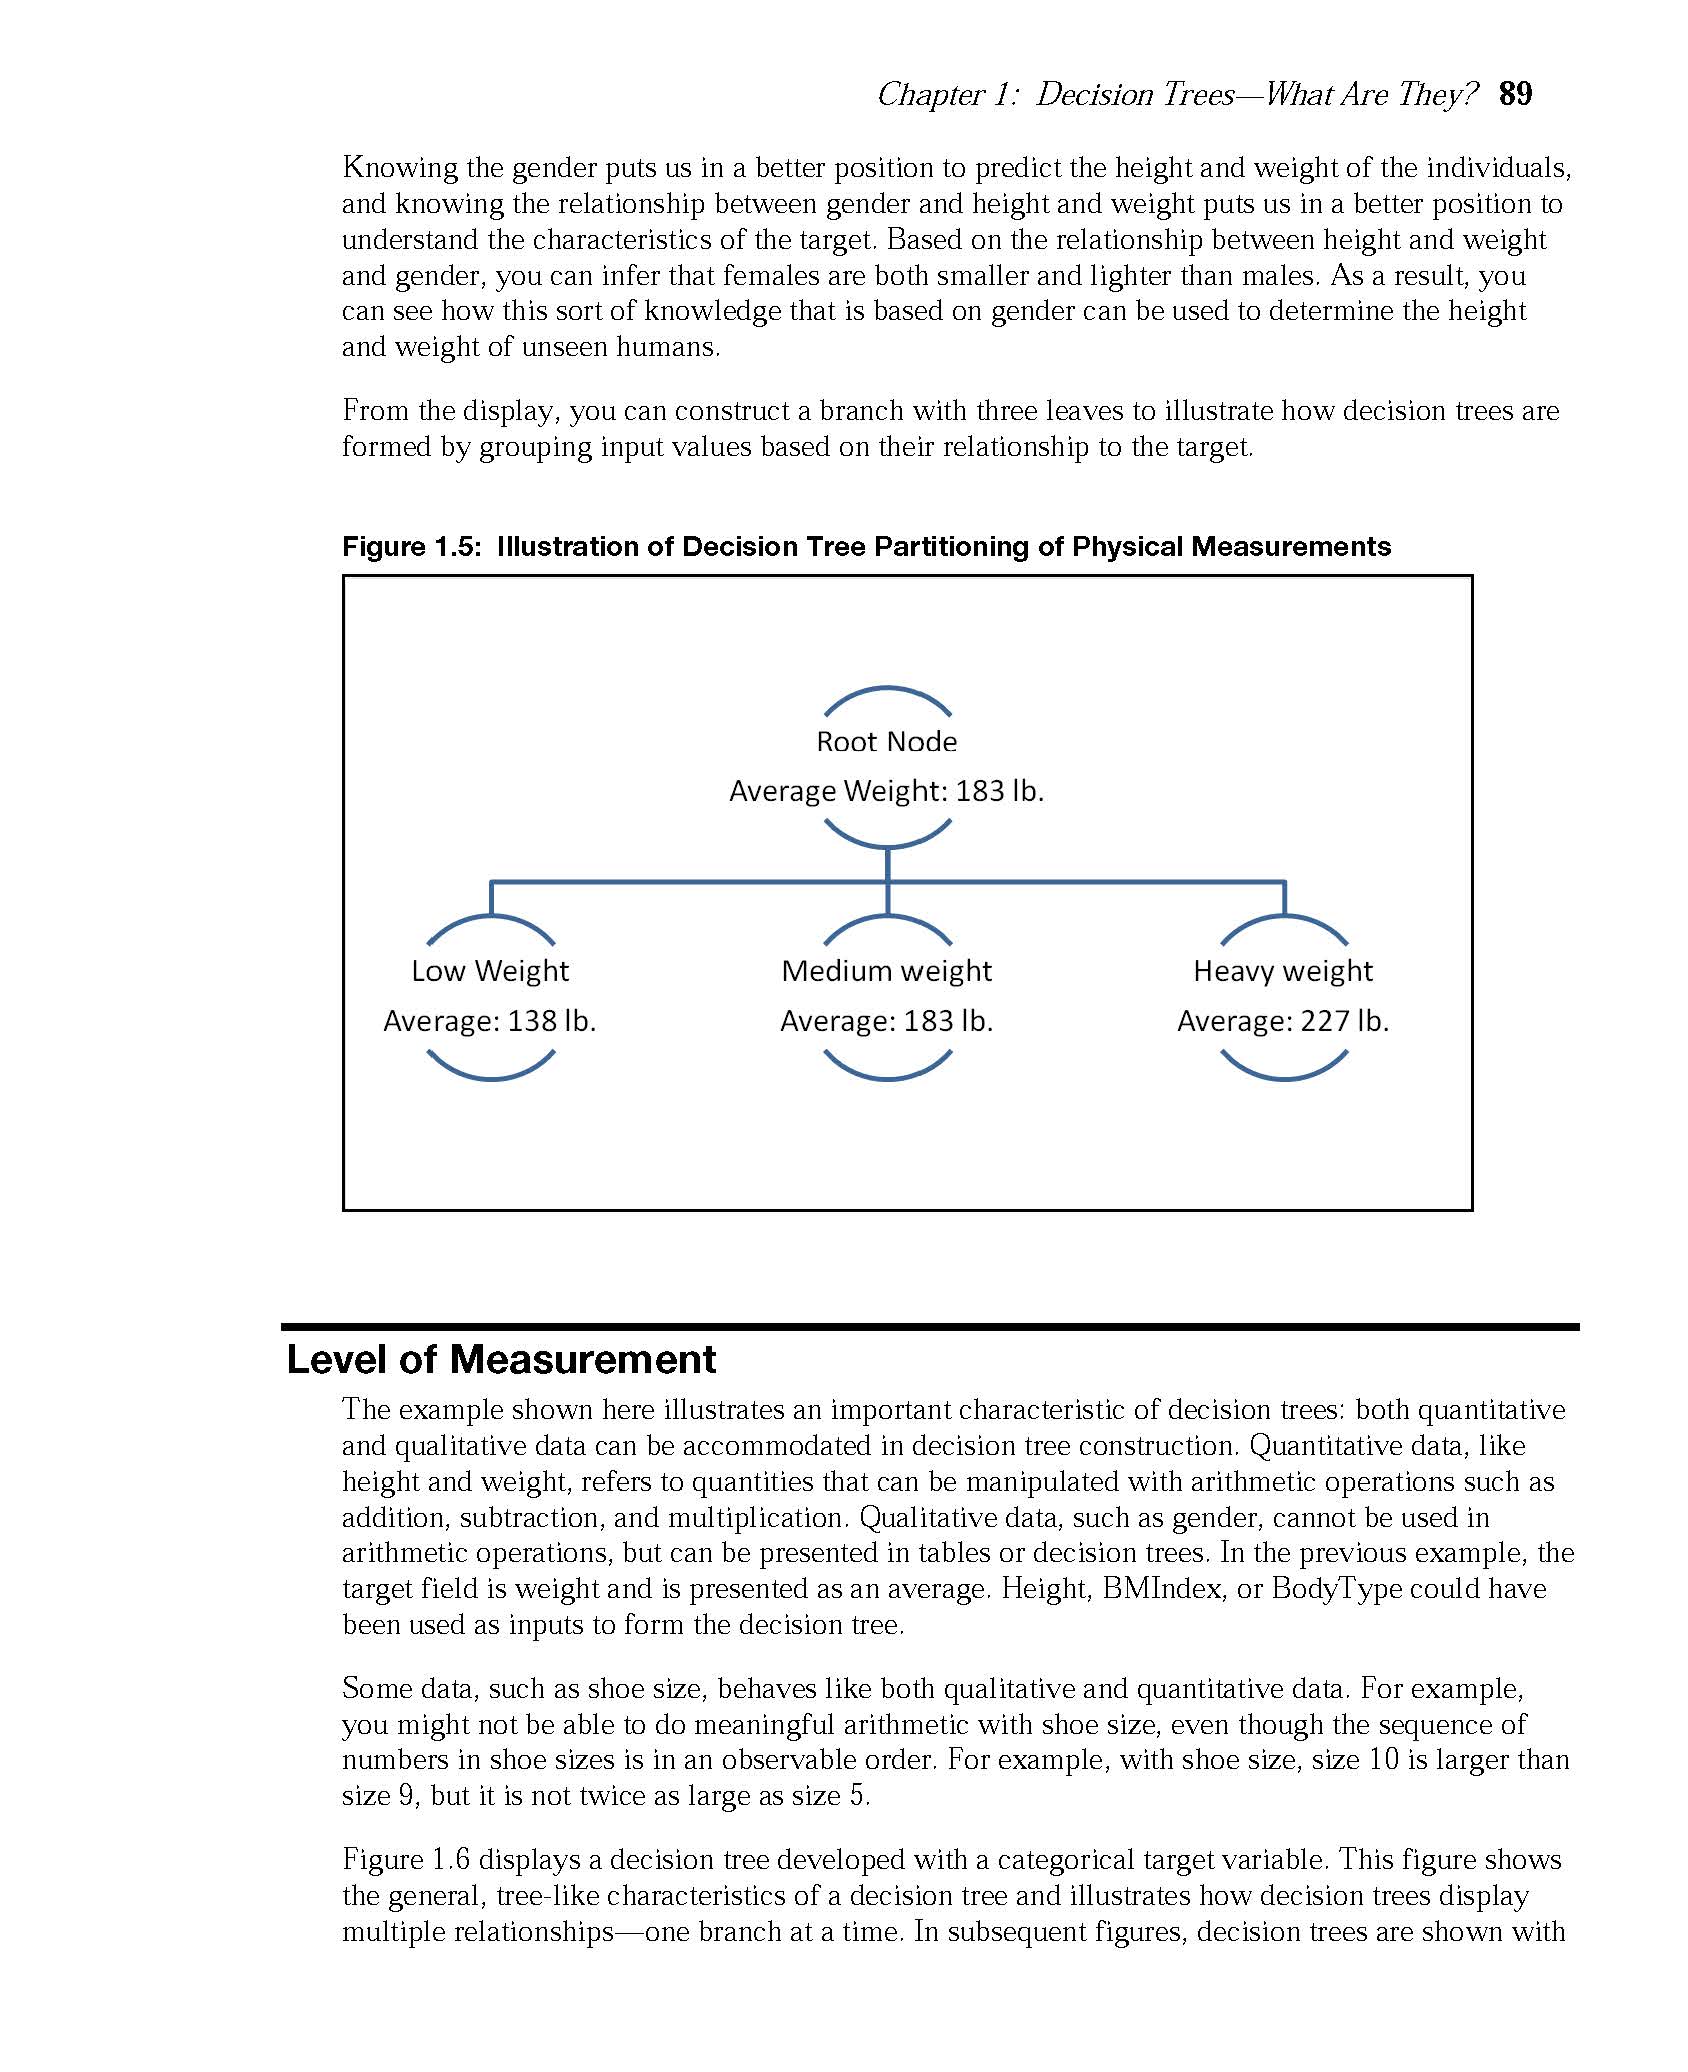 Chapter 1:  Decision Trees—What Are They?  89
Knowing the gender puts us in a better position to predict the height and weight of the individuals,
and knowing the relationship between gender and height and weight puts us in a better position to
understand the characteristics of the target. Based on the relationship between height and weight
and gender, you can infer that females are both smaller and lighter than males. As a result, you
can see how this sort of knowledge that is based on gender can be used to determine the height
and weight of unseen humans.
From the display, you can construct a branch with three leaves to illustrate how decision trees are
formed by grouping input values based on their relationship to the target.
Figure 1.5:  Illustration of Decision Tree Partitioning of Physical Measurements
Root Node
Average Weight: 183 lb.
Low Weight
Average: 138 lb.
Medium weight
Average: 183 lb.
Heavy weight
Average: 227 lb.
Level of Measurement
The example shown here illustrates an important characteristic of decision trees: both quantitative
and qualitative data can be accommodated in decision tree construction. Quantitative data, like
height and weight, refers to quantities that can be manipulated with arithmetic operations such as
addition, subtraction, and multiplication. Qualitative data, such as gender, cannot be used in
arithmetic operations, but can be presented in tables or decision trees. In the previous example, the
target field is weight and is presented as an average. Height, BMIndex, or BodyType could have
been used as inputs to form the decision tree.
Some data, such as shoe size, behaves like both qualitative and quantitative data. For example,
you might not be able to do meaningful arithmetic with shoe size, even though the sequence of
numbers in shoe sizes is in an observable order. For example, with shoe size, size 10 is larger than
size 9, but it is not twice as large as size 5.
Figure 1.6 displays a decision tree developed with a categorical target variable. This figure shows
the general, tree-like characteristics of a decision tree and illustrates how decision trees display
multiple relationships—one branch at a time. In subsequent figures, decision trees are shown with